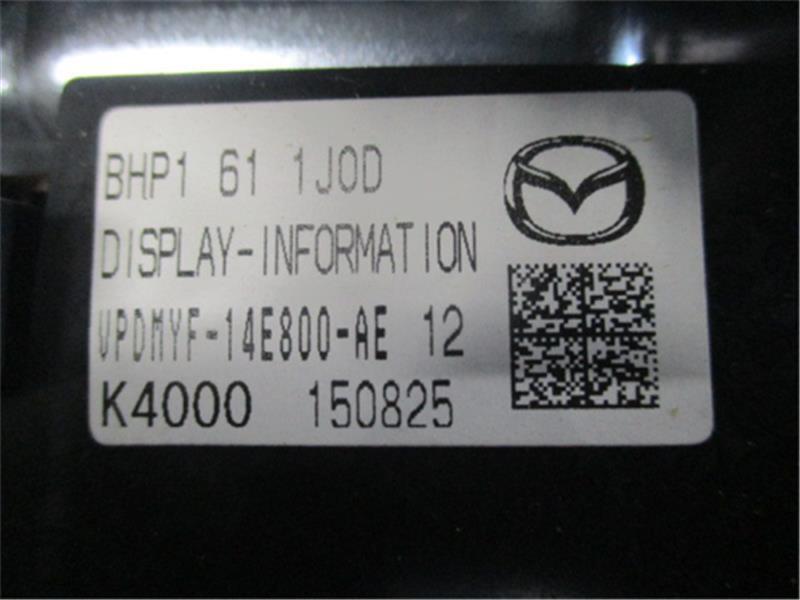 BHP1 61 1J0D
DISPLAY-INFORMATION
VPDMYF-14E800-AE 12
K4000 150825